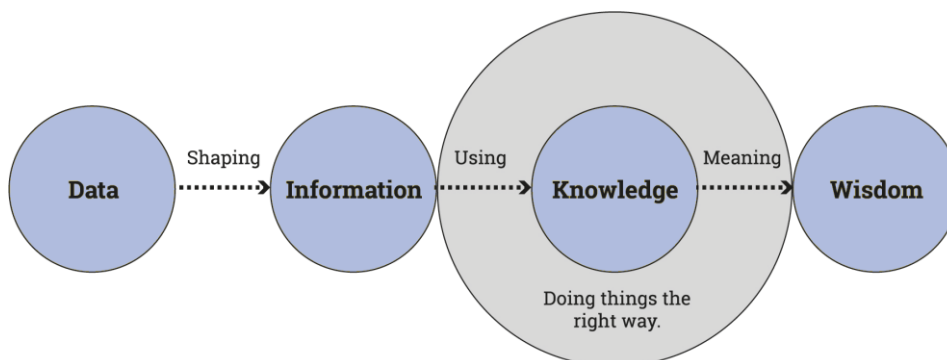 Shaping
Using
Meaning
Data
Information
Knowledge
Wisdom
Doing things the
right way.